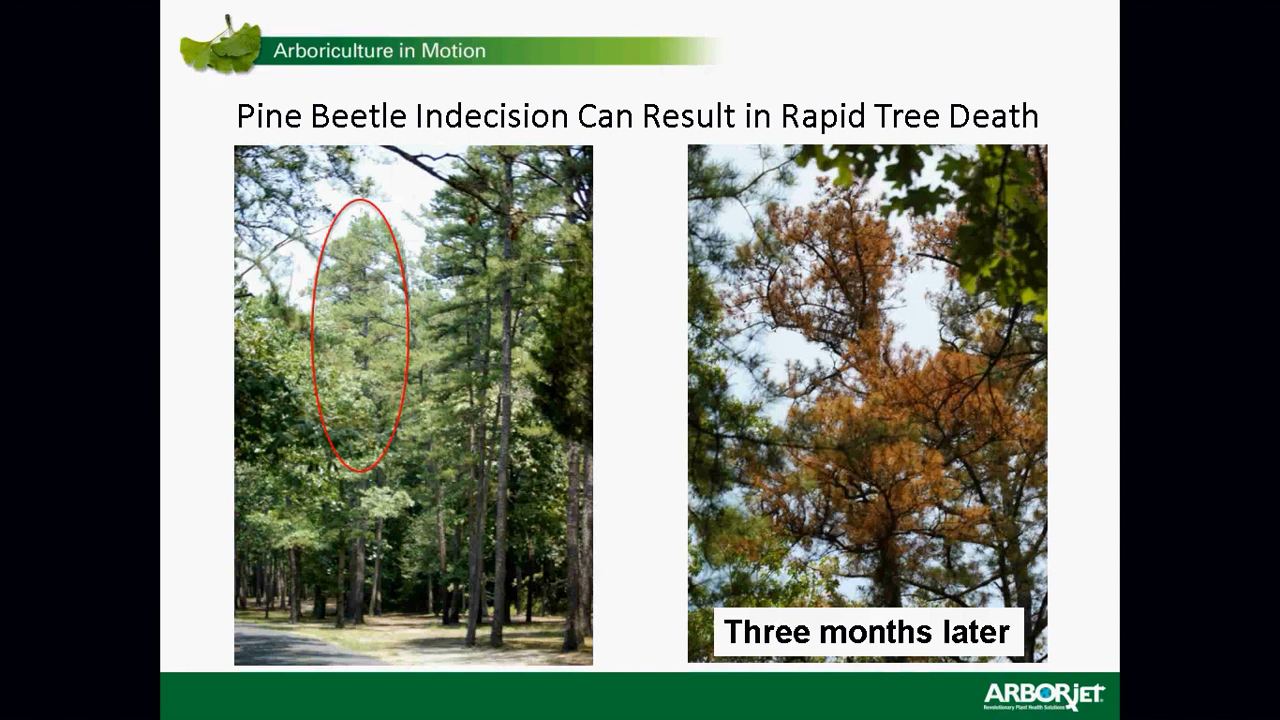 Arboriculture in Motion
Pine Beetle Indecision Can Result in Rapid Tree Death
Three months later
ARBORjet
Revolutionary Plant Health Solutions